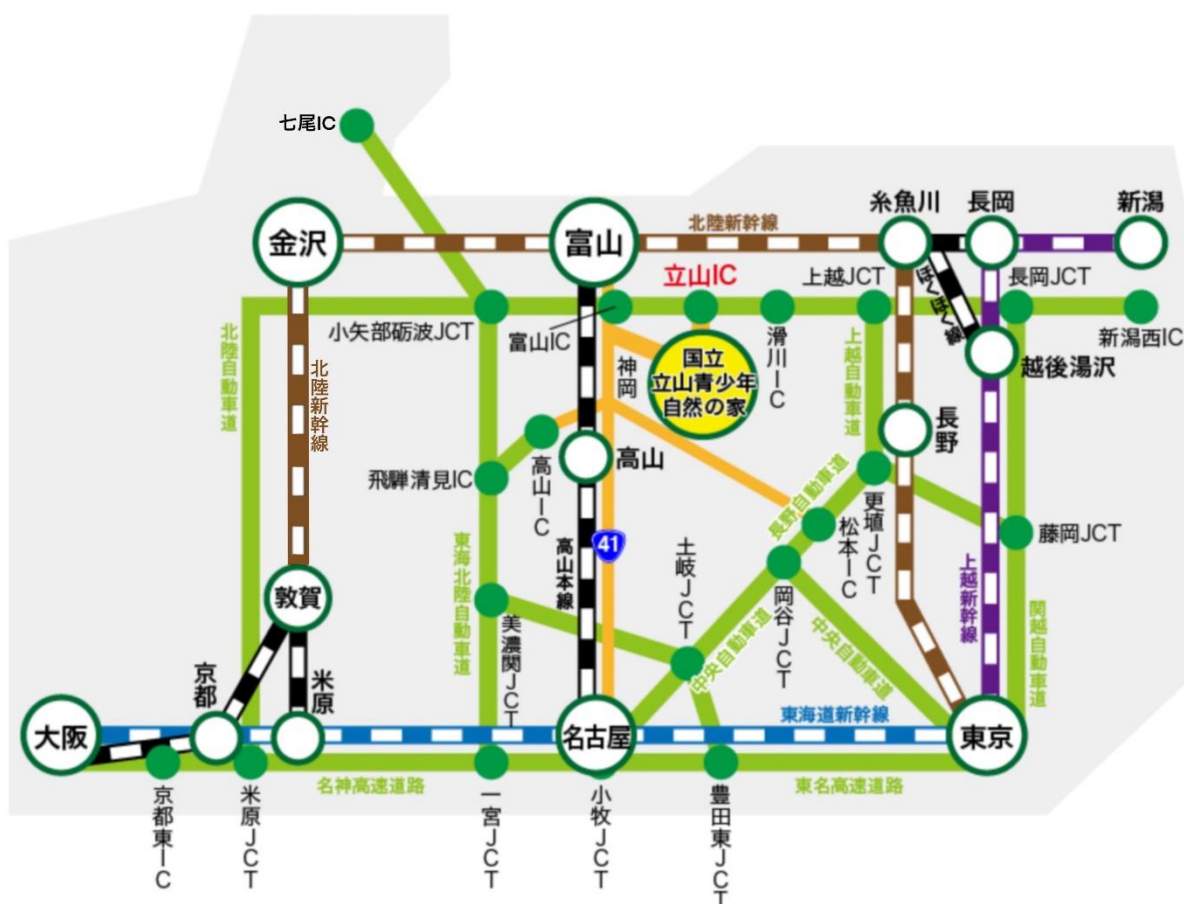 七尾IC
金沢
富山
北陸新幹線
糸魚川
長岡
新潟
立山IC
上越JCT
長岡JCT
小矢部砺波JCT
富山IC
新潟西IC
ほくほく線
北陸自動車道
北陸新幹線
神岡
国立
立山青少年
自然の家
滑川IC
上越自動車道
越後湯沢
長野
高山
高山IC
飛騨清見IC
長野自動車道
更埴JCT
松本IC
藤岡JCT
41
高山本線
東海北陸自動車道
土岐JCT
岡谷JCT
上越新幹線
関越自動車道
敦賀
美濃関JCT
中央自動車道
中央自動車道
京都
米原
大阪
名古屋
東海道新幹線
東京
名神高速道路
東名高速道路
京都東IC
米原JCT
一宮JCT
小牧JCT
豊田東JCT